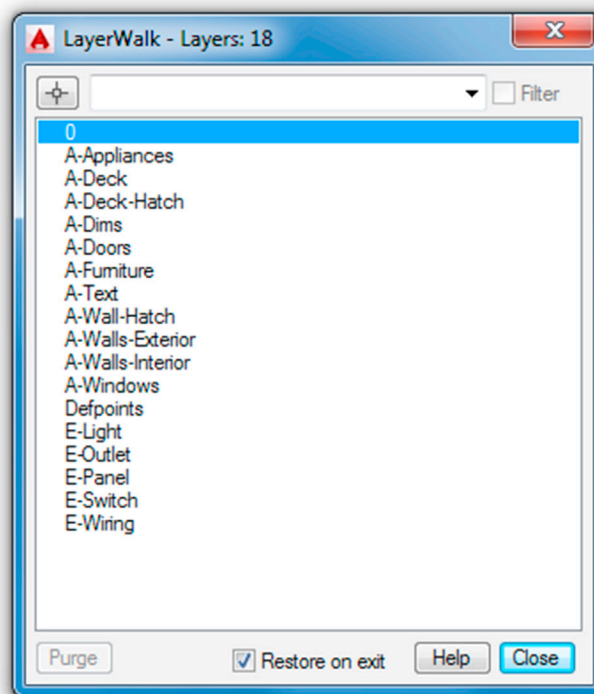 LayerWalk - Layers: 18
Filter
0
A-Appliances
A-Deck
A-Deck-Hatch
A-Dims
A-Doors
A-Furniture
A-Text
A-Wall-Hatch
A-Walls-Exterior
A-Walls-Interior
A-Windows
Defpoints
E-Light
E-Outlet
E-Panel
E-Switch
E-Wiring
Purge Restore on exit Help Close